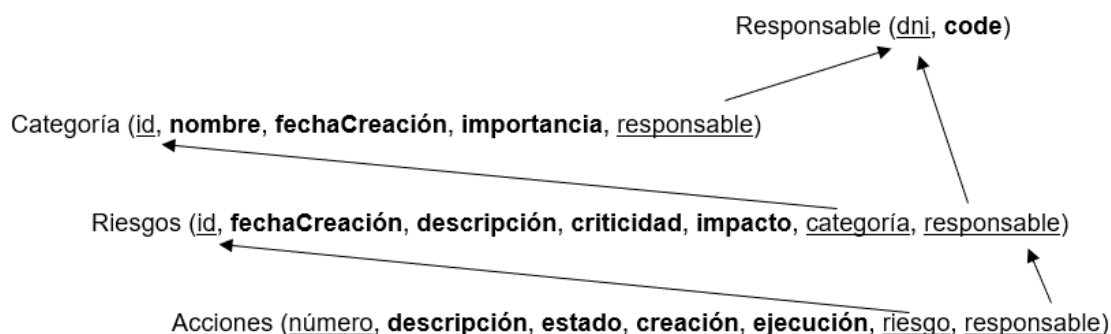 Responsable (dni, code)
Categoría (id, nombre, fechaCreación, importancia, responsable)
Riesgos (id, fechaCreación, descripción, criticidad, impacto, categoría, responsable)
Acciones (número, descripción, estado, creación, ejecución, riesgo, responsable)